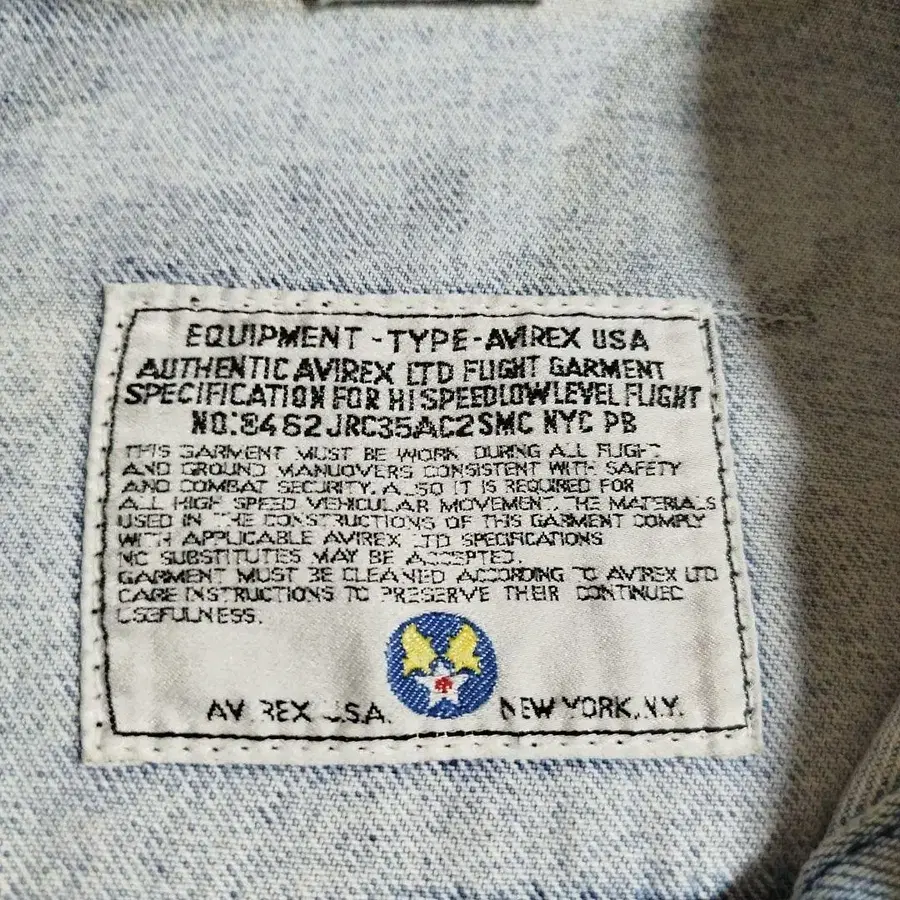 EQUIPMENT - TYPE - AVIREX USA
AUTHENTIC AVIREX LTD FLIGHT GARMENT
SPECIFICATION FOR HI SPEED LOW LEVEL FLIGHT
NO:8462JRC35AC2SMC NYC PB
THIS GARMENT MUST BE WORN DURING ALL FLIGHT
AND GROUND MANUOVERS CONSISTENT WITH SAFETY
AND COMBAT SECURITY. ALSO IT IS REQUIRED FOR
ALL HIGH SPEED VEHICULAR MOVEMENT. THE MATERIALS
USED IN THE CONSTRUCTIONS OF THIS GARMENT COMPLY
WITH APPLICABLE AVIREX LTD SPECIFICATIONS
NO SUBSTITUTES MAY BE ACCEPTED.
GARMENT MUST BE CLEANED ACCORDING TO AVIREX LTD
CARE INSTRUCTIONS TO PRESERVE THEIR CONTINUED
USEFULNESS.
AVIREX U.S.A. NEW YORK, N.Y.